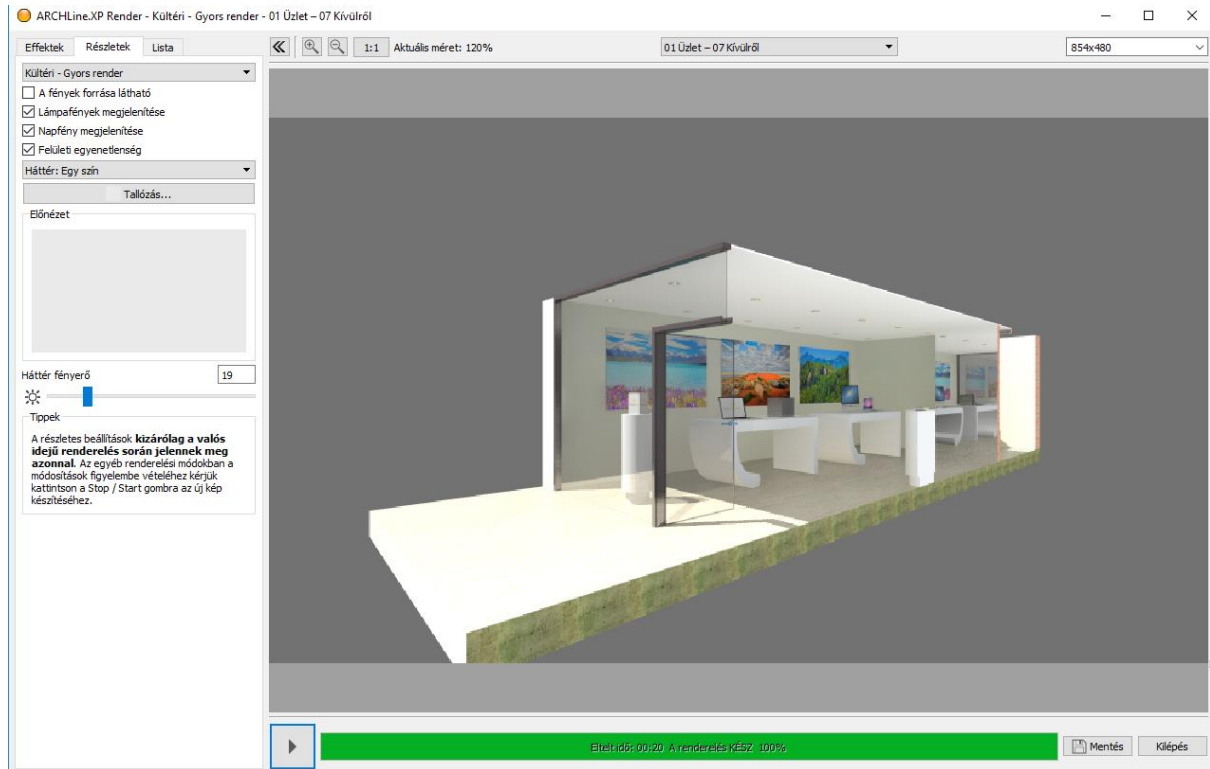 ARCHLine.XP Render - Kültéri - Gyors render - 01 Üzlet – 07 Kívülről
Effektek Részletek Lista
1:1 Aktuális méret: 120% 01 Üzlet – 07 Kívülről 854x480
Kültéri - Gyors render
A fények forrása látható
Lámpafények megjelenítése
Napfény megjelenítése
Felületi egyenetlenség
Háttér: Egy szín
Tallózás...
Előnézet
Háttér fényerő 19
Tippek
A részletes beállítások kizárólag a valós
idejű renderelés során jelennek meg
azonnal. Az egyéb renderelési módokban a
módosítások figyelembe vételéhez kérjük
kattintson a Stop / Start gombra az új kép
készítéséhez.
Eltelt idő: 00:20 A renderelés KÉSZ 100%
Mentés Kilépés